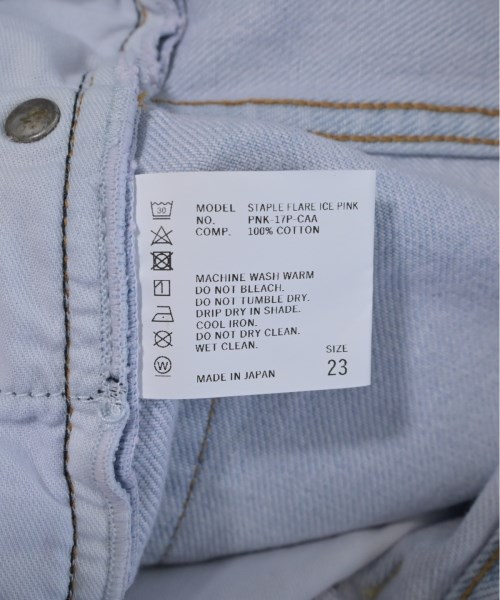 30
MODEL STAPLE FLARE ICE PINK
NO. PNK-17P-CAA
COMP. 100% COTTON
MACHINE WASH WARM
DO NOT BLEACH.
DO NOT TUMBLE DRY.
DRIP DRY IN SHADE.
COOL IRON.
DO NOT DRY CLEAN.
WET CLEAN.
W
SIZE
MADE IN JAPAN 23